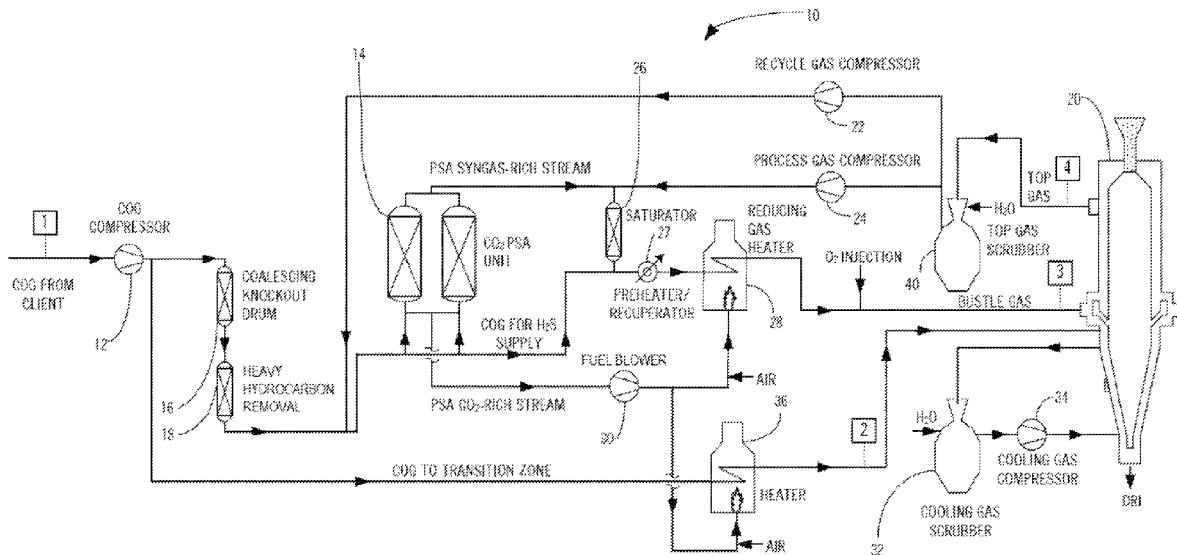 10
14
26
RECYCLE GAS COMPRESSOR
20
22
4
PSA SYNGAS-RICH STREAM
PROCESS GAS COMPRESSOR
TOP
GAS
1
COG
COMPRESSOR
SATURATOR
24
REDUCING
GAS
HEATER
H2O
TOP GAS
SCRUBBER
27
CO2 PSA
UNIT
COALESCING
KNOCKOUT
DRUM
O2 INJECTION
3
COG FROM
CLIENT
40
BUSTLE GAS
PREHEATER/
RECUPERATOR
12
28
COG FOR H2S
SUPPLY
HEAVY
HYDROCARBON
REMOVAL
FUEL BLOWER
16
18
AIR
PSA CO2-RICH STREAM
36
34
30
2
H2O
COG TO TRANSITION ZONE
HEATER
COOLING GAS
COMPRESSOR
DRI
COOLING GAS
SCRUBBER
32
AIR